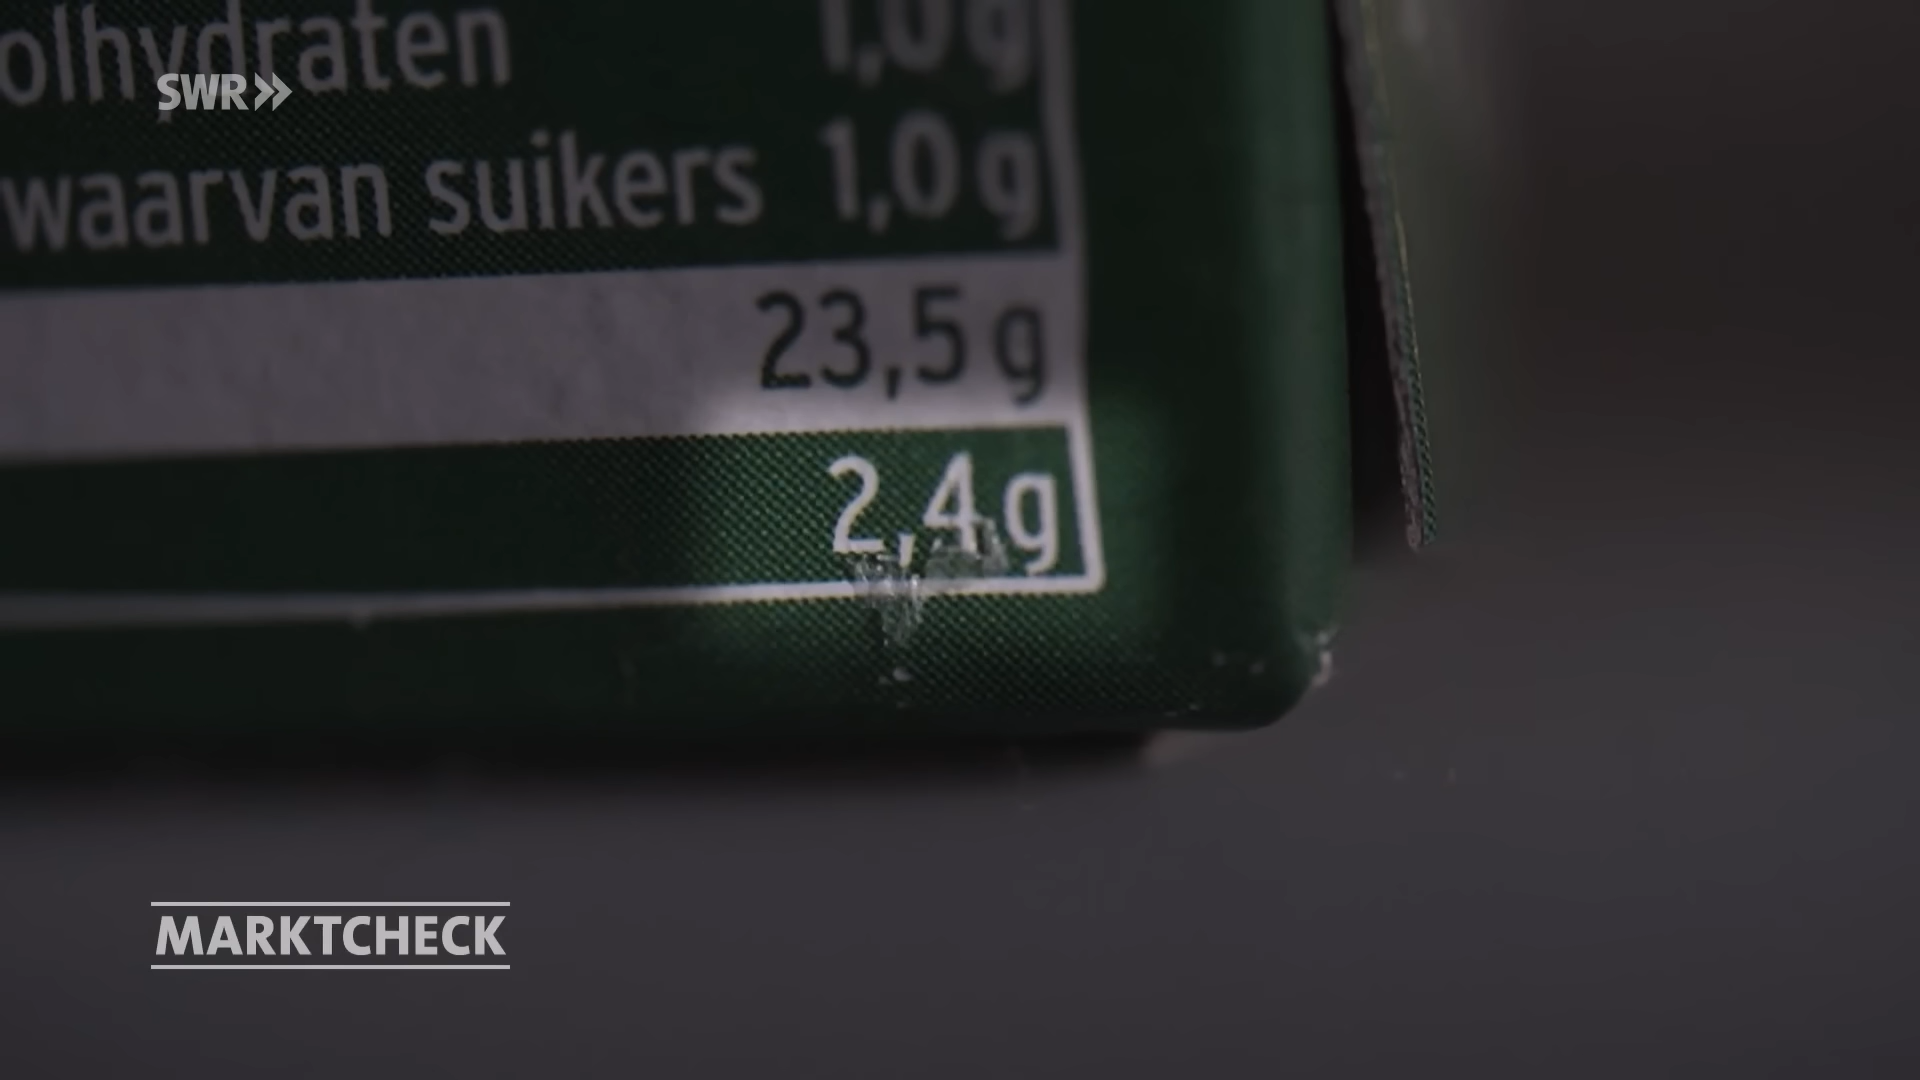 olhydraten 1,0 g
SWR»
waarvan suikers 1,0 g
23,5 g
2,4 g
MARKTCHECK